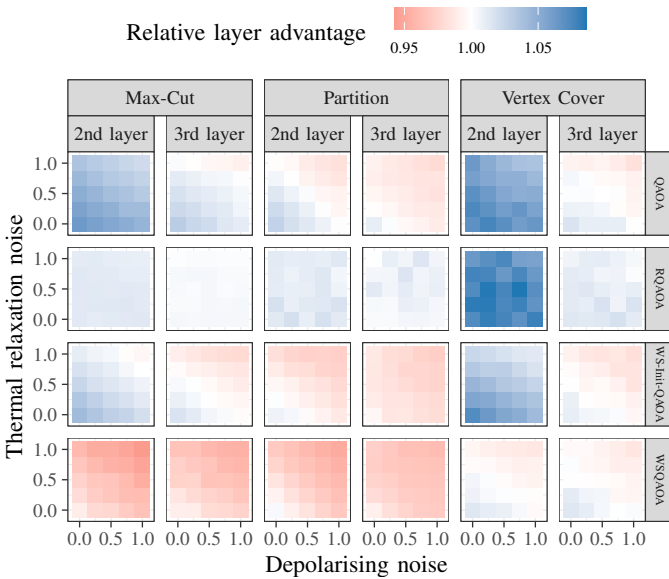 Relative layer advantage
0.95 1.00 1.05
Max-Cut Partition Vertex Cover
2nd layer 3rd layer 2nd layer 3rd layer 2nd layer 3rd layer
Thermal relaxation noise
1.0
0.5
0.0
QAOA
1.0
0.5
0.0
RQAOA
1.0
0.5
0.0
WS-Init-QAOA
1.0
0.5
0.0
WSQAOA
0.0 0.5 1.0 0.0 0.5 1.0 0.0 0.5 1.0 0.0 0.5 1.0 0.0 0.5 1.0 0.0 0.5 1.0
Depolarising noise